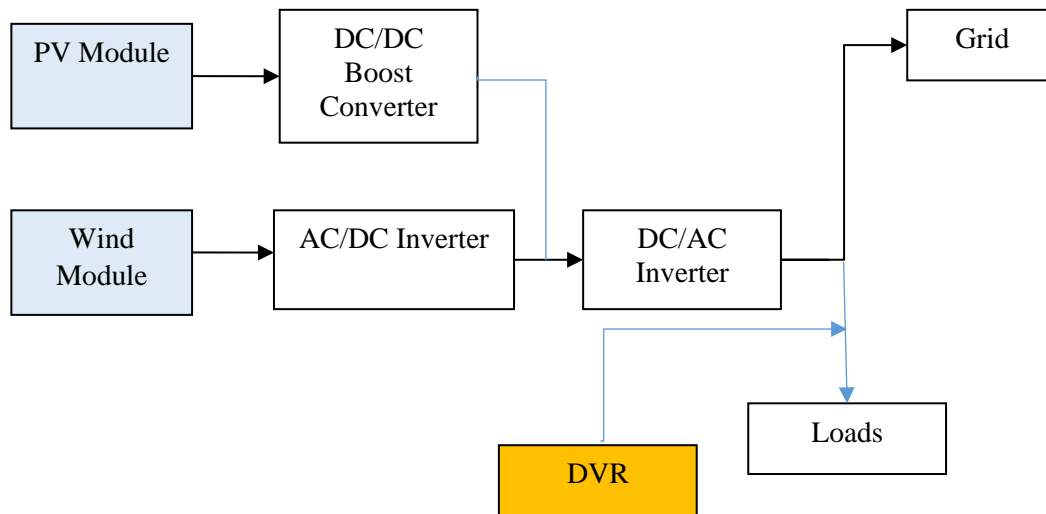 PV Module
DC/DC
Boost
Converter
Grid
Wind
Module
AC/DC Inverter
DC/AC
Inverter
Loads
DVR